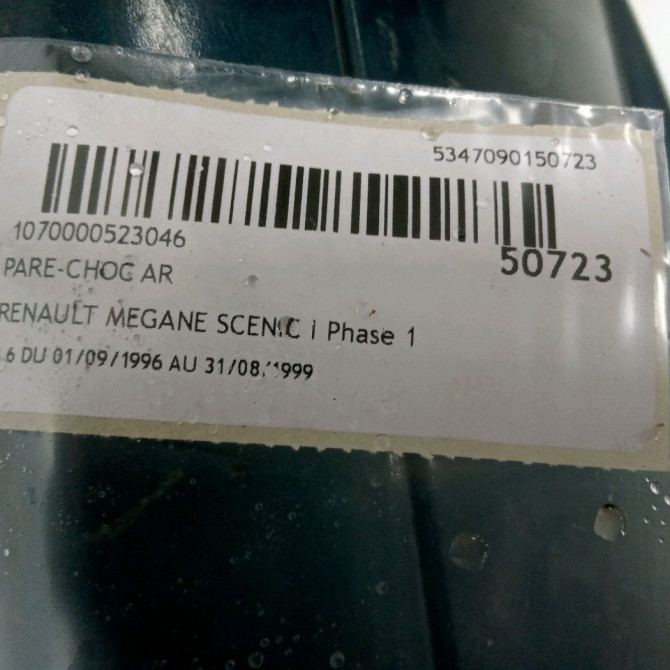 5347090150723
1070000523046
50723
PARE-CHOC AR
RENAULT MEGANE SCENIC I Phase 1
6 DU 01/09/1996 AU 31/08/1999